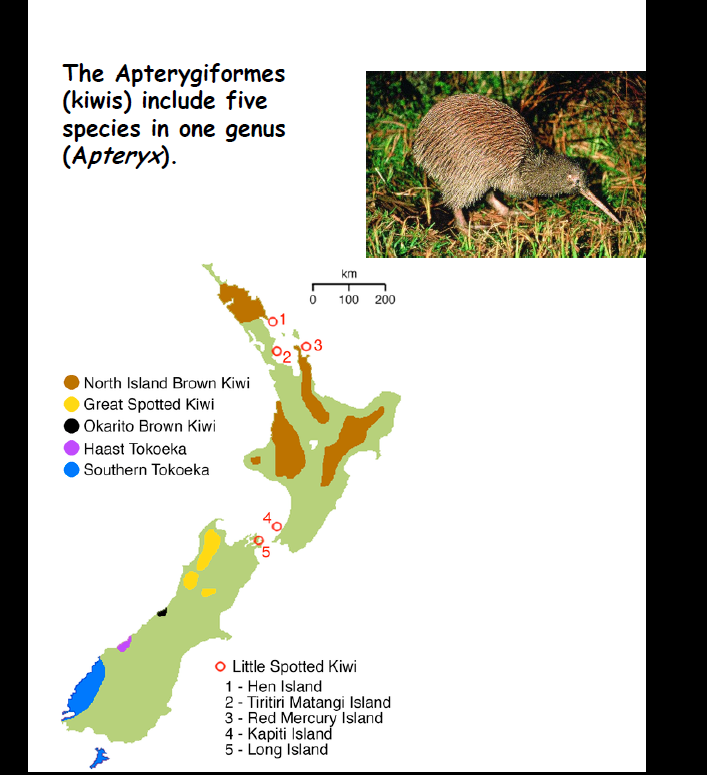 The Apterygiformes
(kiwis) include five
species in one genus
(Apteryx).
km
0 100 200
1
2
3
North Island Brown Kiwi
Great Spotted Kiwi
Okarito Brown Kiwi
Haast Tokoeka
Southern Tokoeka
4
5
Little Spotted Kiwi
1 - Hen Island
2 - Tiritiri Matangi Island
3 - Red Mercury Island
4 - Kapiti Island
5 - Long Island